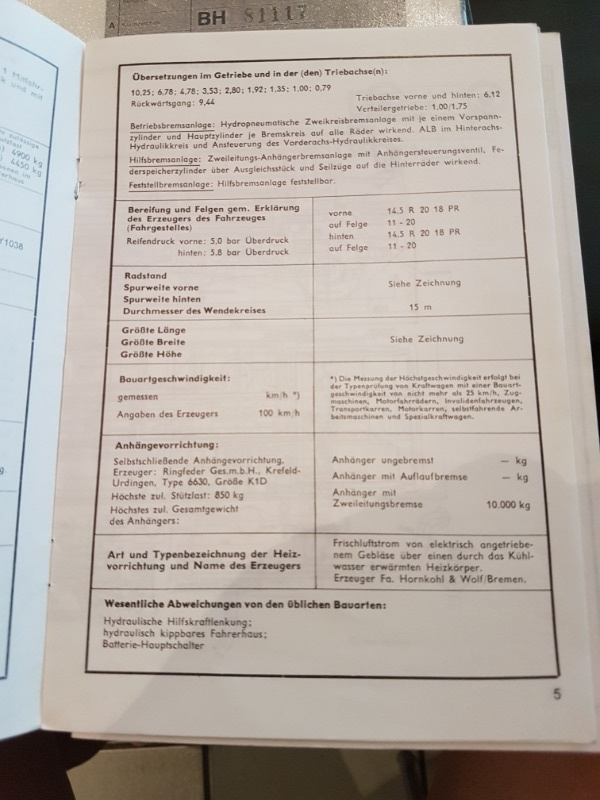 A
BH 81117
1 Mitfahr-
k und mit
zulässige
4900 kg
4450 kg
Y1038
Übersetzungen im Getriebe und in der (den) Triebachse(n):
10,25; 6,78; 4,78; 3,53; 2,80; 1,92; 1,35; 1,00; 0,79
Rückwärtsgang: 9,44
Triebachse vorne und hinten: 6,12
Verteilergetriebe: 1,00/1,75
Betriebsbremsanlage: Hydropneumatische Zweikreisbremsanlage mit je einem Vorspann-
zylinder und Hauptzylinder je Bremskreis auf alle Räder wirkend. ALB im Hinterachs-
Hydraulikkreis und Ansteuerung des Vorderachs-Hydraulikkreises.
Hilfsbremsanlage: Zweileitungs-Anhängerbremsanlage mit Anhängersteuerungsventil, Fe-
derspeicherzylinder über Ausgleichsstück und Seilzüge auf die Hinterräder wirkend.
Feststellbremsanlage: Hilfsbremsanlage feststellbar.
Bereifung und Felgen gem. Erklärung
des Erzeugers des Fahrzeuges
(Fahrgestelles)
Reifendruck vorne: 5,0 bar Überdruck
hinten: 5,8 bar Überdruck
vorne 14.5 R 20 18 PR
auf Felge 11 - 20
hinten 14.5 R 20 18 PR
auf Felge 11 - 20
Radstand
Spurweite vorne
Spurweite hinten
Durchmesser des Wendekreises
Siehe Zeichnung
15 m
Größte Länge
Größte Breite
Größte Höhe
Siehe Zeichnung
Bauartgeschwindigkeit:
gemessen km/h *)
Angaben des Erzeugers 100 km/h
*) Die Messung der Höchstgeschwindigkeit erfolgt bei
der Typenprüfung von Kraftwagen mit einer Bauart-
geschwindigkeit von nicht mehr als 25 km/h, Zug-
maschinen, Motorfahrrädern, Invalidenfahrzeugen,
Transportkarren, Motorkarren, selbstfahrende Ar-
beitsmaschinen und Spezialkraftwagen.
Anhängevorrichtung:
Selbstschließende Anhängevorrichtung,
Erzeuger: Ringfeder Ges.m.b.H., Krefeld-
Urdingen, Type 6630, Größe K1D
Höchste zul. Stützlast: 850 kg
Höchstes zul. Gesamtgewicht
des Anhängers:
Anhänger ungebremst — kg
Anhänger mit Auflaufbremse — kg
Anhänger mit
Zweileitungsbremse 10.000 kg
Art und Typenbezeichnung der Heiz-
vorrichtung und Name des Erzeugers
Frischluftstrom von elektrisch angetriebe-
nem Gebläse über einen durch das Kühl-
wasser erwärmten Heizkörper.
Erzeuger Fa. Hornkohl & Wolf/Bremen.
Wesentliche Abweichungen von den üblichen Bauarten:
Hydraulische Hilfskraftlenkung;
hydraulisch kippbares Fahrerhaus;
Batterie-Hauptschalter
5